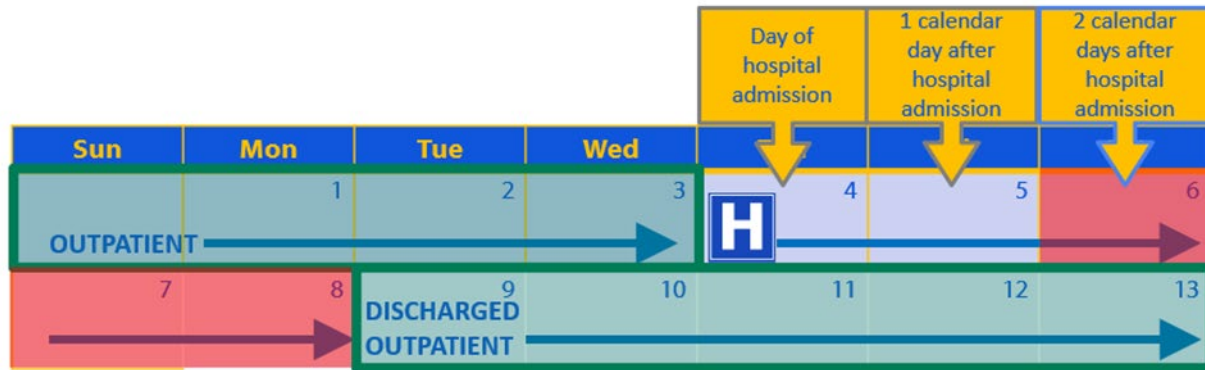 Day of
hospital
admission
1 calendar
day after
hospital
admission
2 calendar
days after
hospital
admission
Sun Mon Tue Wed
1 2 3 4 5 6
OUTPATIENT H
7 8 9 10 11 12 13
DISCHARGED
OUTPATIENT